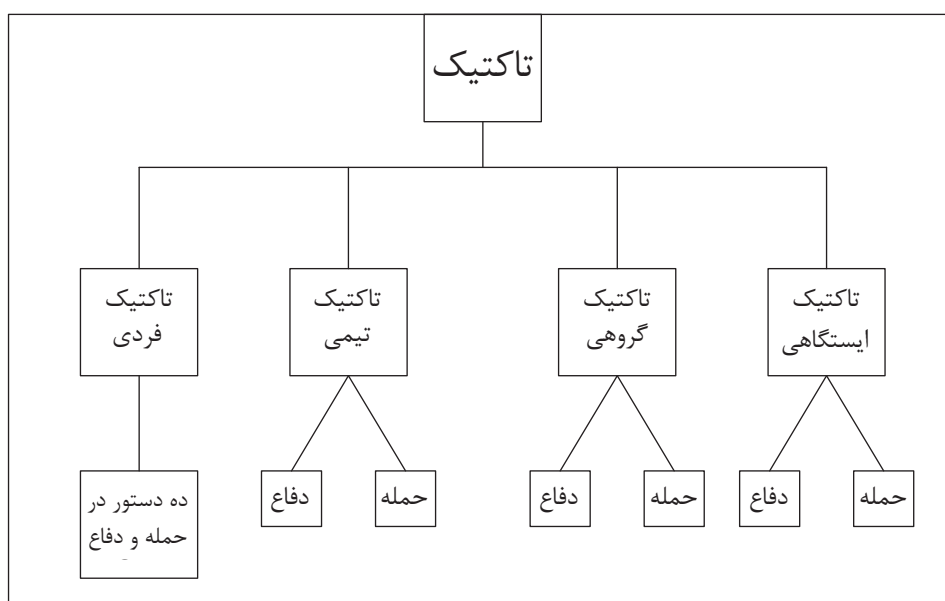 تاکتیک
تاکتیک
ایستگاهی
تاکتیک
گروهی
تاکتیک
تیمی
تاکتیک
فردی
حمله
دفاع
حمله
دفاع
حمله
دفاع
ده دستور در
حمله و دفاع